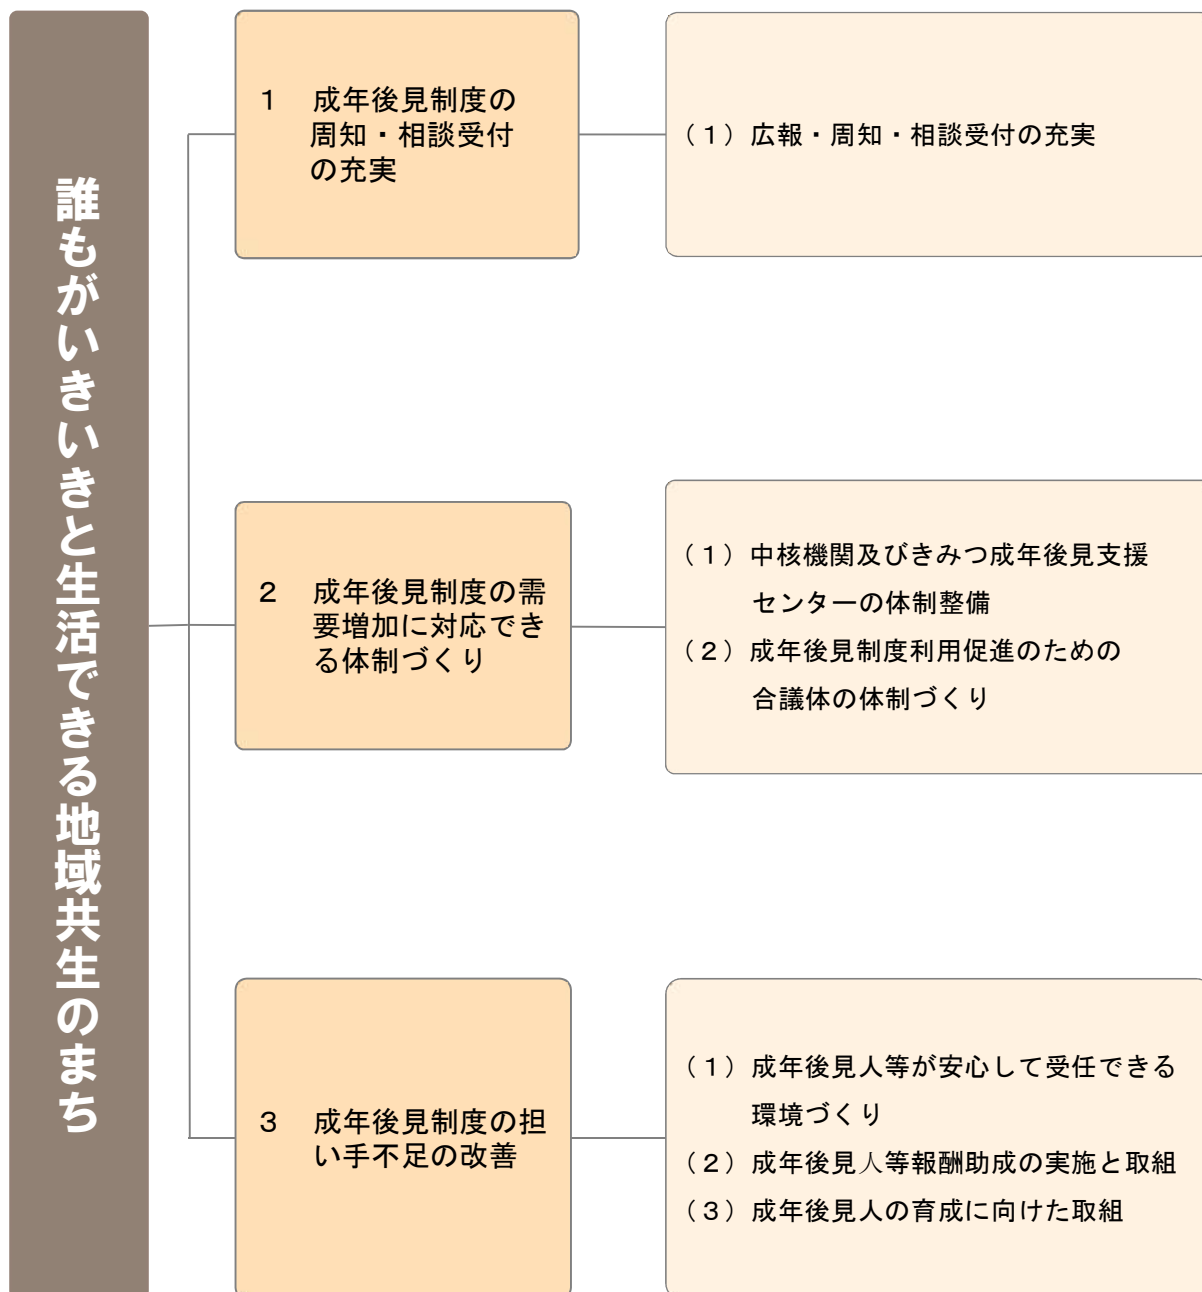 誰もがいきいきと生活できる地域共生のまち
１　成年後見制度の
周知・相談受付
の充実
（１）広報・周知・相談受付の充実
２　成年後見制度の需
要増加に対応でき
る体制づくり
（１）中核機関及びきみつ成年後見支援
センターの体制整備
（２）成年後見制度利用促進のための
合議体の体制づくり
３　成年後見制度の担
い手不足の改善
（１）成年後見人等が安心して受任できる
環境づくり
（２）成年後見人等報酬助成の実施と取組
（３）成年後見人の育成に向けた取組